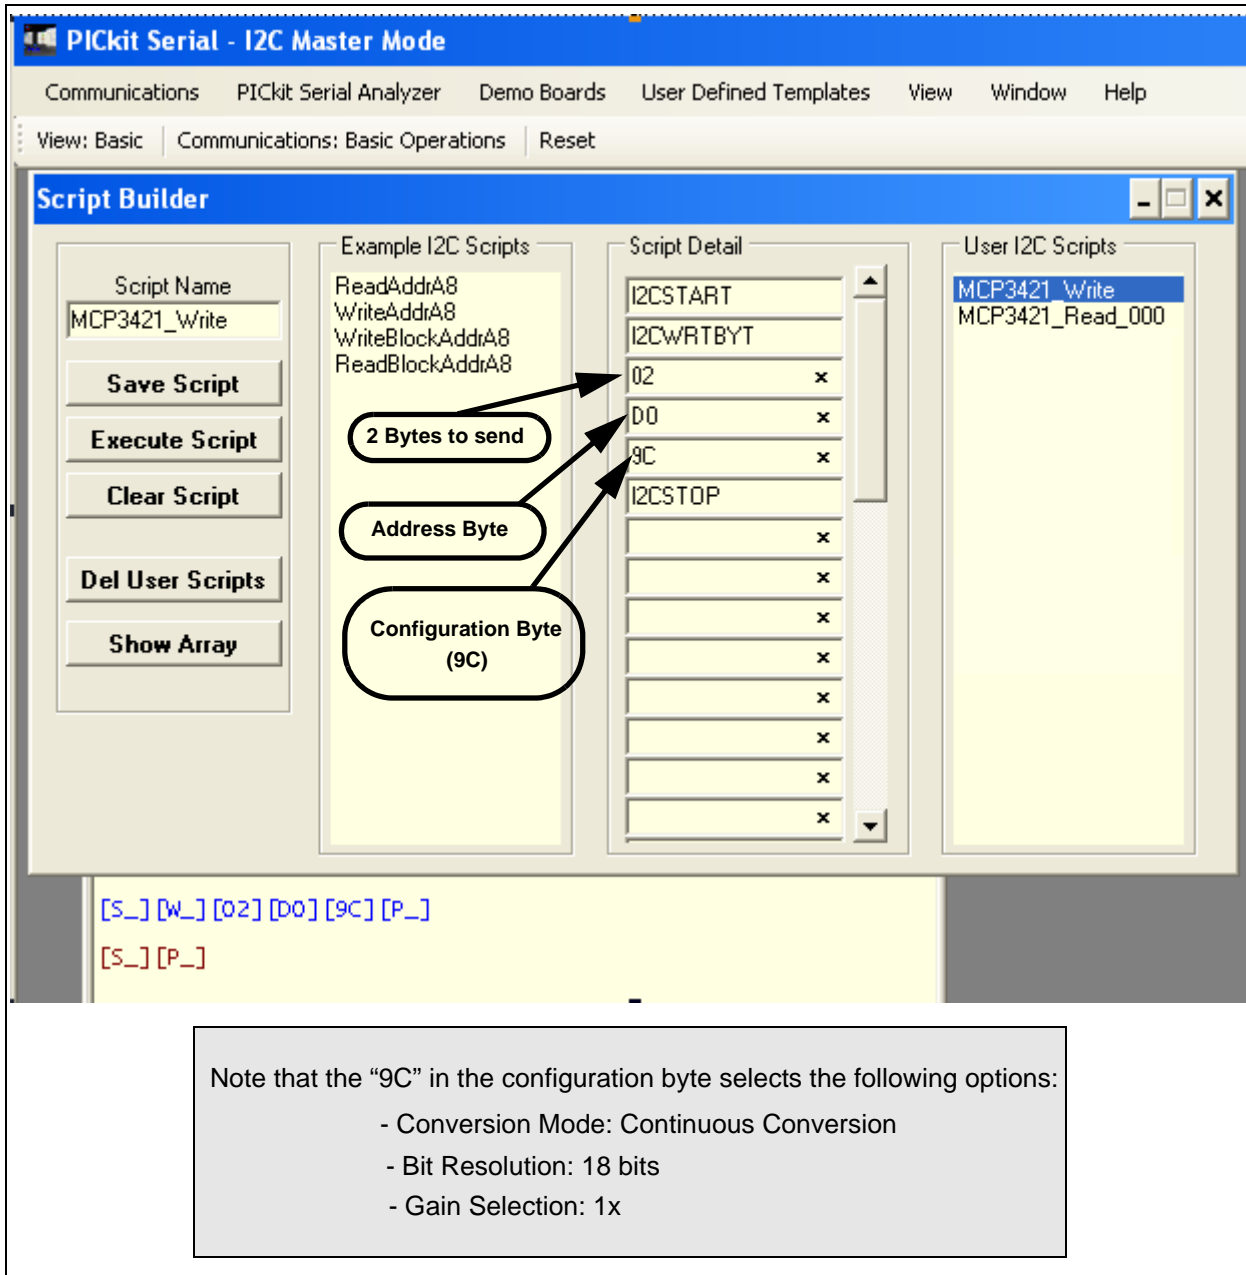 PICkit Serial - I2C Master Mode
Communications PICkit Serial Analyzer Demo Boards User Defined Templates View Window Help
View: Basic Communications: Basic Operations Reset
Script Builder
Script Name
MCP3421_Write
Save Script
Execute Script
Clear Script
Del User Scripts
Show Array
Example I2C Scripts
ReadAddrA8
WriteAddrA8
WriteBlockAddrA8
ReadBlockAddrA8
2 Bytes to send
Address Byte
Configuration Byte
(9C)
Script Detail
I2CSTART
I2CWRTBYT
02 x
D0 x
9C x
I2CSTOP
x
x
x
x
x
x
x
x
User I2C Scripts
MCP3421_Write
MCP3421_Read_000
[S_][W_][02][D0][9C][P_]
[S_][P_]
Note that the “9C” in the configuration byte selects the following options:
- Conversion Mode: Continuous Conversion
- Bit Resolution: 18 bits
- Gain Selection: 1x